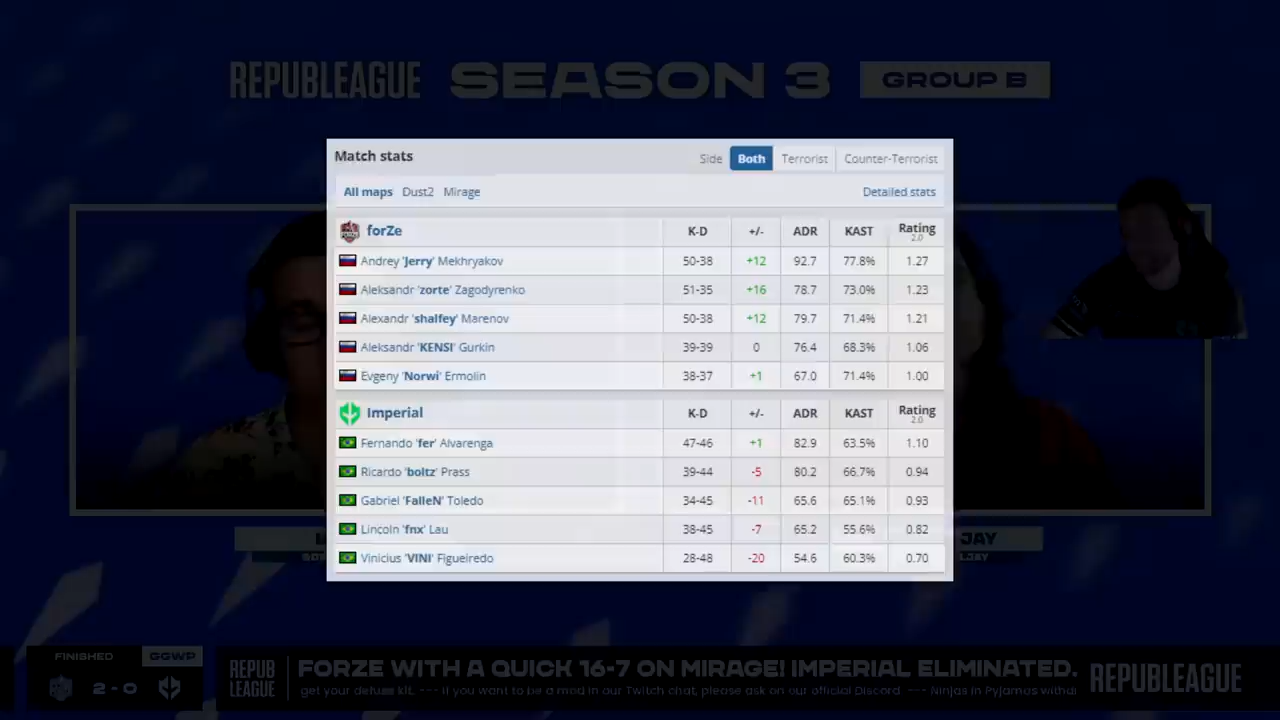 REPUBLEAGUE SEASON 3 GROUP B
Match stats
Side Both Terrorist Counter-Terrorist
All maps Dust2 Mirage Detailed stats
forZe K-D +/- ADR KAST Rating 2.0
Andrey 'Jerry' Mekhryakov 50-38 +12 92.7 77.8% 1.27
Aleksandr 'zorte' Zagodyrenko 51-35 +16 78.7 73.0% 1.23
Alexandr 'shalfey' Marenov 50-38 +12 79.7 71.4% 1.21
Aleksandr 'KENSI' Gurkin 39-39 0 76.4 68.3% 1.06
Evgeny 'Norwi' Ermolin 38-37 +1 67.0 71.4% 1.00
Imperial K-D +/- ADR KAST Rating 2.0
Fernando 'fer' Alvarenga 47-46 +1 82.9 63.5% 1.10
Ricardo 'boltz' Prass 39-44 -5 80.2 66.7% 0.94
Gabriel 'FalleN' Toledo 34-45 -11 65.6 65.1% 0.93
Lincoln 'fnx' Lau 38-45 -7 65.2 55.6% 0.82
Vinicius 'VINI' Figueiredo 28-48 -20 54.6 60.3% 0.70
JAY
FINISHED GGWP
2 - 0
REPUB
LEAGUE
FORZE WITH A QUICK 16-7 ON MIRAGE! IMPERIAL ELIMINATED.
get your deluxe kit. --- If you want to be a mod in our Twitch chat, please ask on our official Discord --- Ninjas in Pyjamas
REPUBLEAGUE